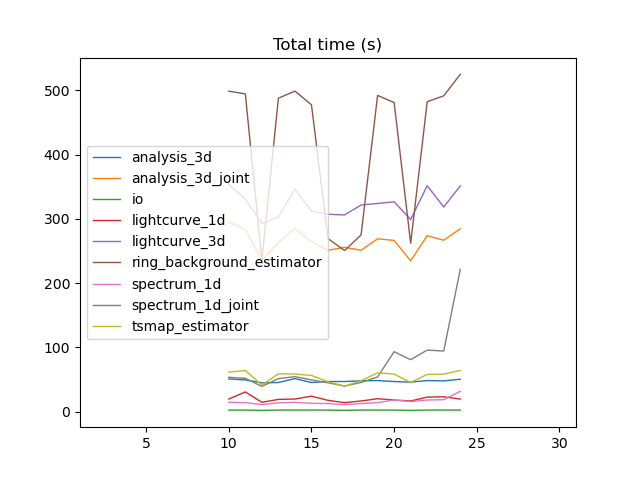 Total time (s)
500
400
300
200
100
0
analysis_3d
analysis_3d_joint
io
lightcurve_1d
lightcurve_3d
ring_background_estimator
spectrum_1d
spectrum_1d_joint
tsmap_estimator
5 10 15 20 25 30